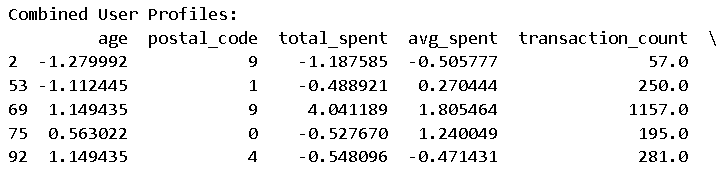 Combined User Profiles:
age postal_code total_spent avg_spent transaction_count \
2 -1.279992 9 -1.187585 -0.505777 57.0
53 -1.112445 1 -0.488921 0.270444 250.0
69 1.149435 9 4.041189 1.805464 1157.0
75 0.563022 0 -0.527670 1.240049 195.0
92 1.149435 4 -0.548096 -0.471431 281.0